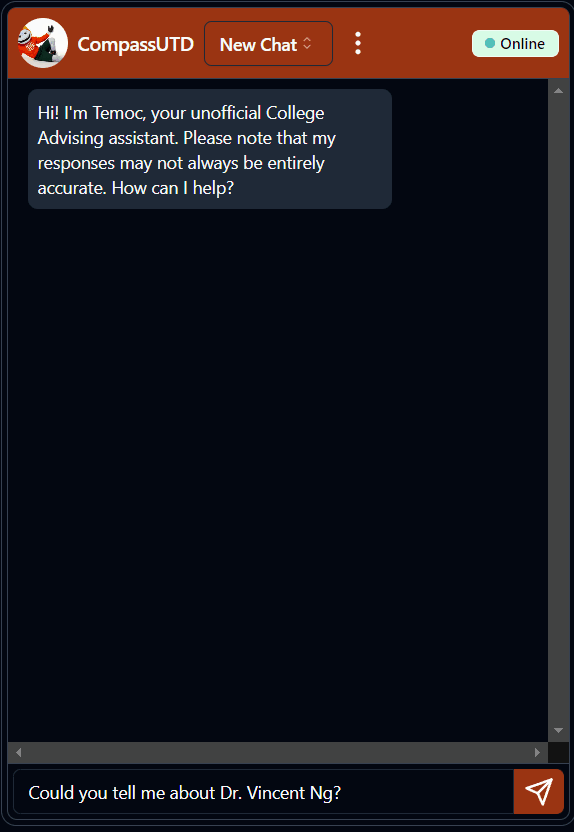 CompassUTD
New Chat
Online
Hi! I'm Temoc, your unofficial College
Advising assistant. Please note that my
responses may not always be entirely
accurate. How can I help?
Could you tell me about Dr. Vincent Ng?